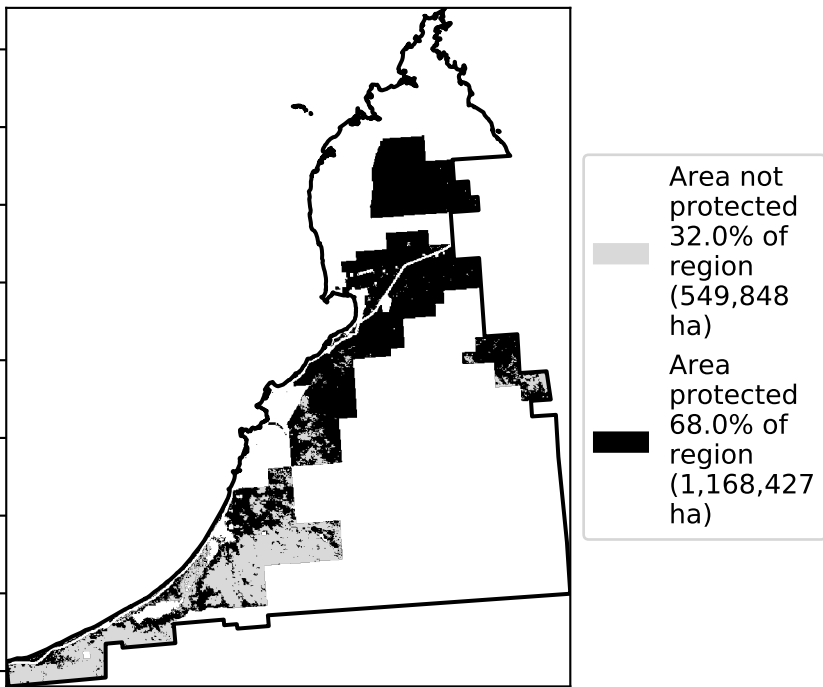 Area not
protected
32.0% of
region
(549,848
ha)
Area
protected
68.0% of
region
(1,168,427
ha)